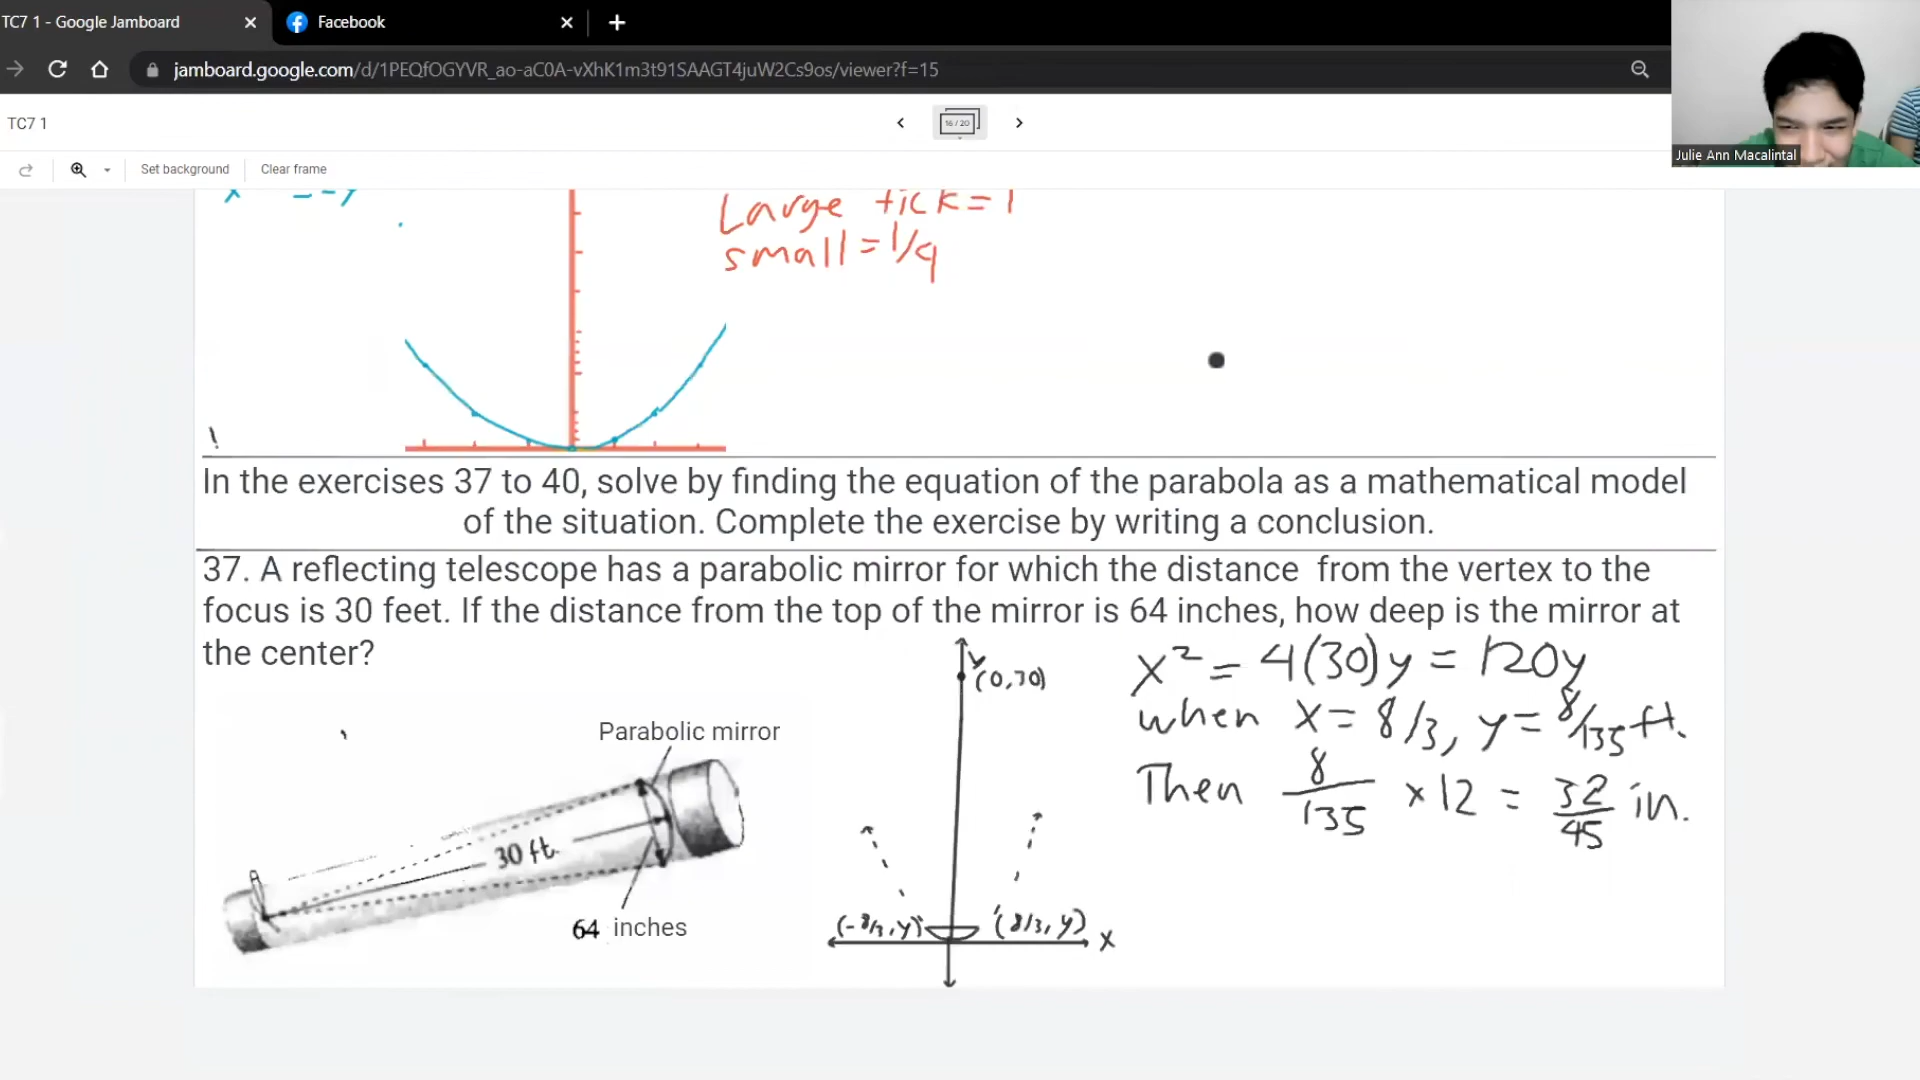 TC7 1 - Google Jamboard
Facebook
jamboard.google.com/d/1PEQfOGYVR_ao-aC0A-vXhK1m3t91SAAGT4juW2Cs9os/viewer?f=15
TC7 1
16 / 20
Set background
Clear frame
Julie Ann Macalintal
x = -y
Large tick = 1
small = 1/4
In the exercises 37 to 40, solve by finding the equation of the parabola as a mathematical model
of the situation. Complete the exercise by writing a conclusion.
37. A reflecting telescope has a parabolic mirror for which the distance from the vertex to the
focus is 30 feet. If the distance from the top of the mirror is 64 inches, how deep is the mirror at
the center?
Parabolic mirror
30 ft.
64 inches
y
(0,30)
(-8/3, y)
(8/3, y)
x
x² = 4(30)y = 120y
when x = 8/3, y = 8/135 ft.
Then 8/135 × 12 = 32/45 in.